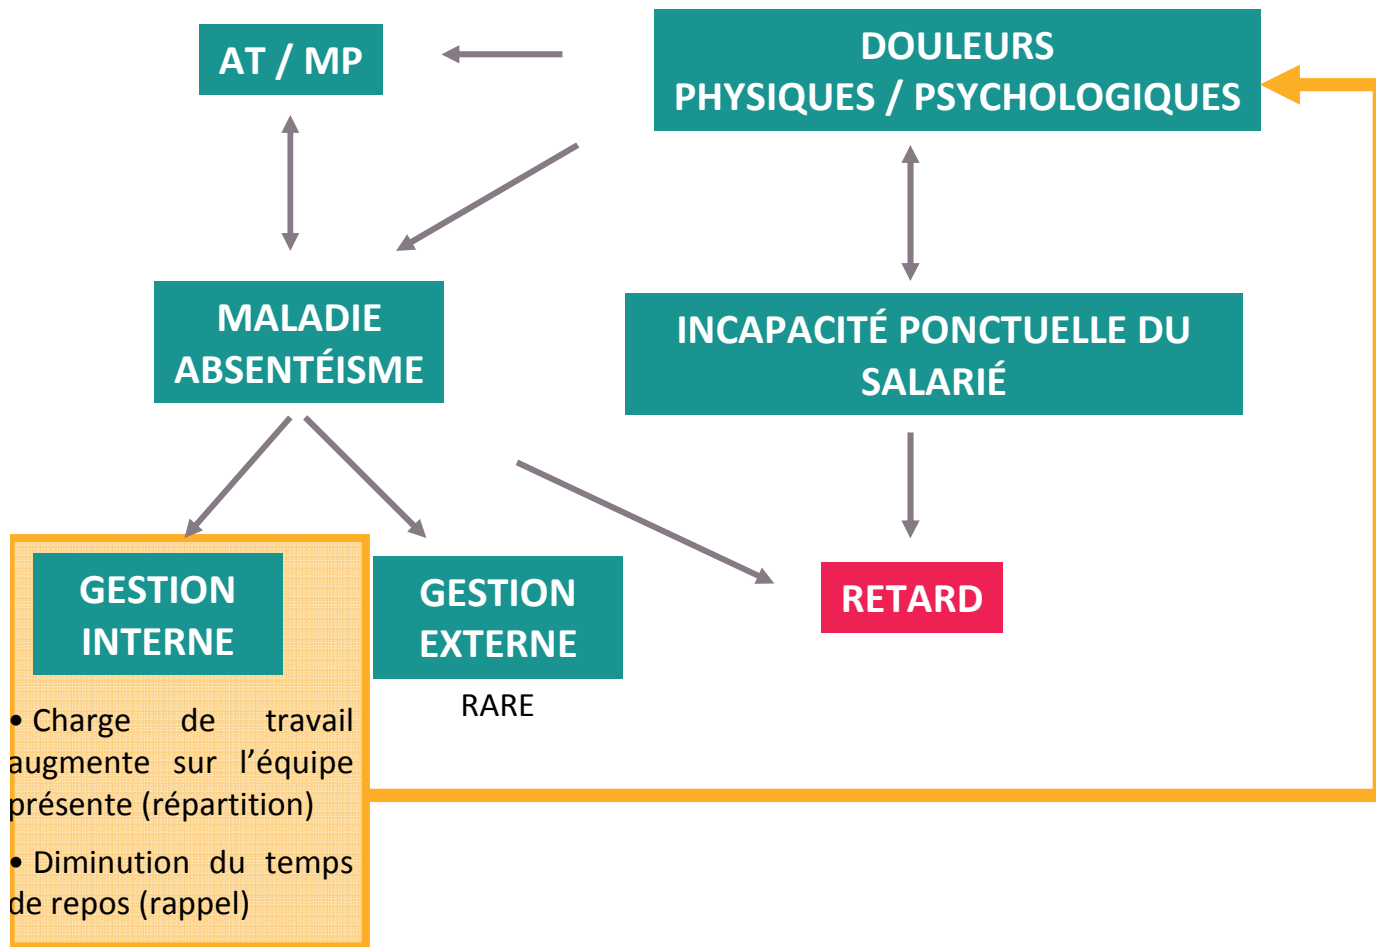 AT / MP
DOULEURS
PHYSIQUES / PSYCHOLOGIQUES
MALADIE
ABSENTÉISME
INCAPACITÉ PONCTUELLE DU
SALARIÉ
GESTION
INTERNE
GESTION
EXTERNE
RARE
RETARD
• Charge de travail
augmente sur l’équipe
présente (répartition)
• Diminution du temps
de repos (rappel)